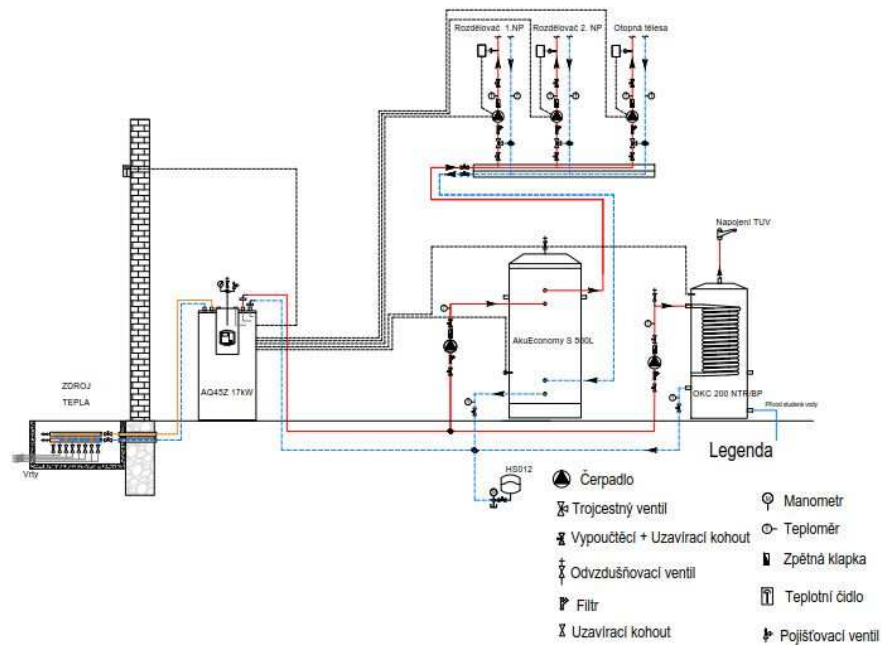 Rozdělovač 1.NP
Rozdělovač 2. NP
Otopná tělesa
Napojení TUV
AkuEconomy S 500L
AQ45Z 17kW
OKC 200 NTR/BP
ZDROJ
TEPLA
Přívod studené vody
Vrty
HS012
Legenda
Čerpadlo
Trojcestný ventil
Vypoučtěcí + Uzavírací kohout
Odvzdušňovací ventil
Filtr
Uzavírací kohout
Manometr
Teploměr
Zpětná klapka
Teplotní čidlo
Pojišťovací ventil